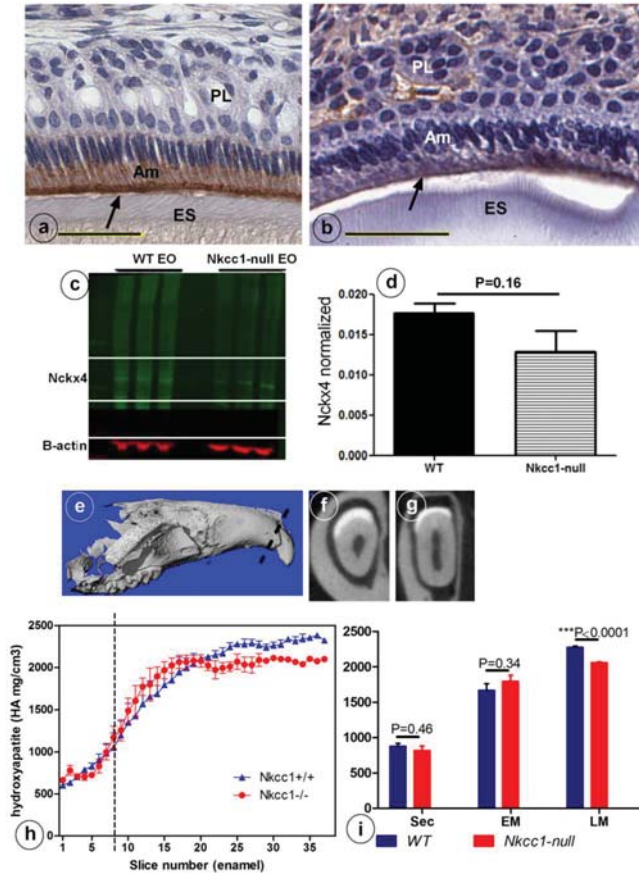 a
PL
Am
ES
b
PL
Am
ES
c
WT EO
Nkcc1-null EO
Nckx4
B-actin
d
P=0.16
Nckx4 normalized
0.020
0.015
0.010
0.005
0.000
WT
Nkcc1-null
e
f
g
h
hydroxyapatite (HA mg/cm3)
2500
2000
1500
1000
500
0
Nkcc1+/+
Nkcc1-/-
1
5
10
15
20
25
30
35
Slice number (enamel)
i
2500
2000
1500
1000
500
0
P=0.46
P=0.34
***P<0.0001
Sec
EM
LM
WT
Nkcc1-null